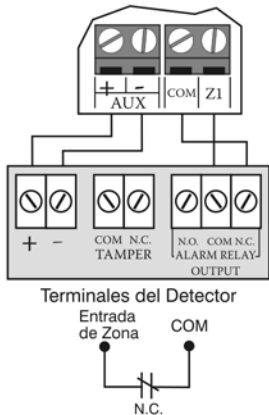 + - COM Z1
AUX
+ - COM N.C. N.O. COM N.C.
TAMPER ALARM RELAY
OUTPUT
Terminales del Detector
Entrada
de Zona COM
N.C.